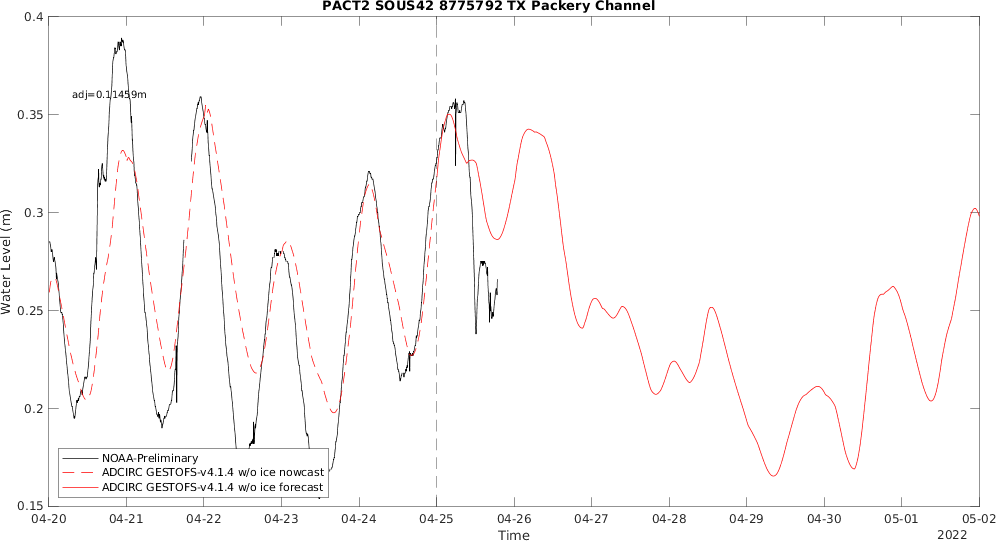 PACT2 SOUS42 8775792 TX Packery Channel
0.4
adj=0.11459m
0.35
0.3
0.25
0.2
0.15
Water Level (m)
NOAA-Preliminary
ADCIRC GESTOFS-v4.1.4 w/o ice nowcast
ADCIRC GESTOFS-v4.1.4 w/o ice forecast
04-20 04-21 04-22 04-23 04-24 04-25 04-26 04-27 04-28 04-29 04-30 05-01 05-02
Time
2022